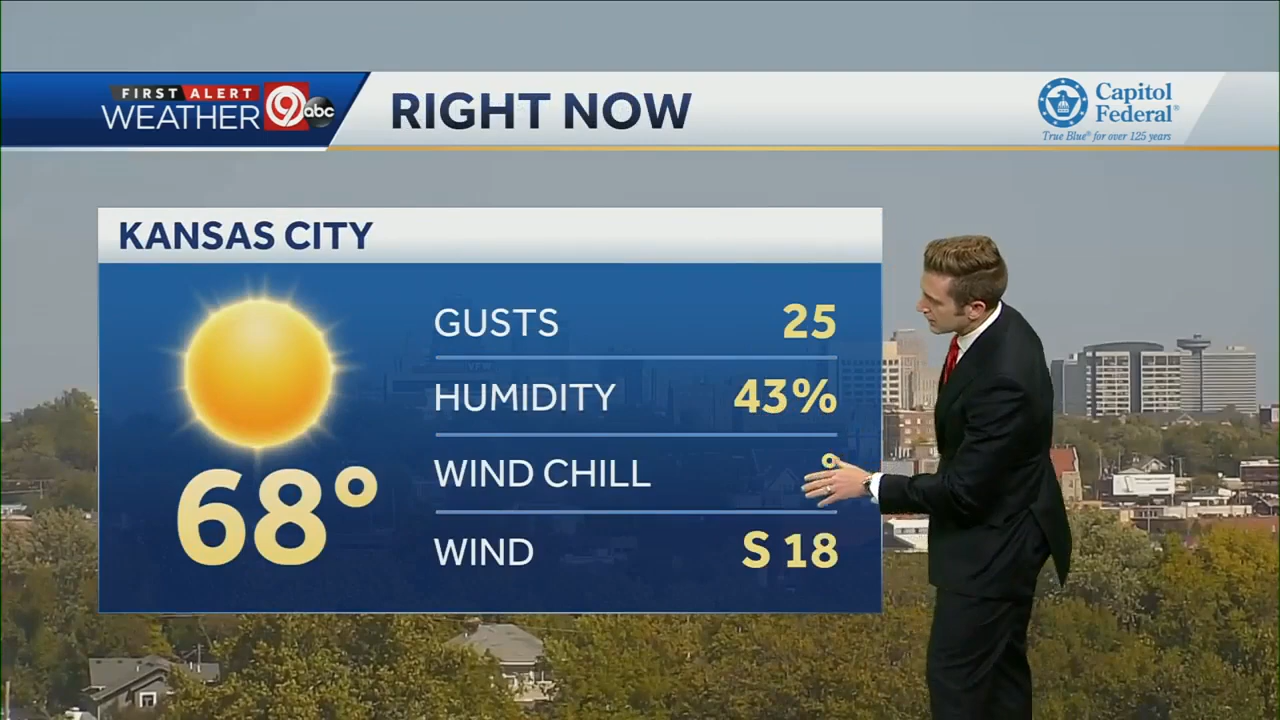 FIRST ALERT
WEATHER 9 abc
RIGHT NOW
Capitol
Federal®
True Blue® for over 125 years
KANSAS CITY
68°
GUSTS 25
HUMIDITY 43%
WIND CHILL °
WIND S 18